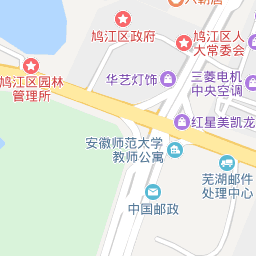 六朝居
鸠江区政府
鸠江区人
大常委会
鸠江区园林
管理所
华艺灯饰
三菱电机
中央空调
红星美凯龙
安徽师范大学
教师公寓
芜湖邮件
处理中心
中国邮政